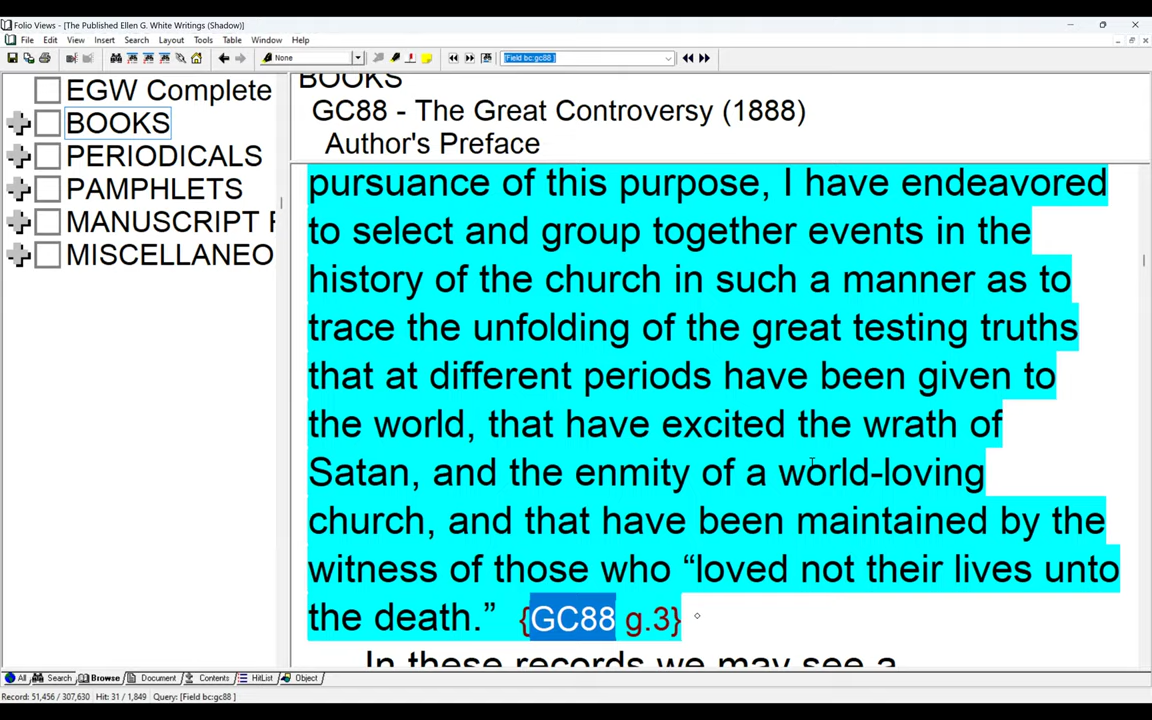 Folio Views - [The Published Ellen G. White Writings (Shadow)]
File Edit View Insert Search Layout Tools Table Window Help
None
[Field bc:gc88 ]
EGW Complete
BOOKS
PERIODICALS
PAMPHLETS
MANUSCRIPT
MISCELLANEO
BOOKS
GC88 - The Great Controversy (1888)
Author's Preface
pursuance of this purpose, I have endeavored
to select and group together events in the
history of the church in such a manner as to
trace the unfolding of the great testing truths
that at different periods have been given to
the world, that have excited the wrath of
Satan, and the enmity of a world-loving
church, and that have been maintained by the
witness of those who “loved not their lives unto
the death.” {GC88 g.3}
In these records we may see a
All Search Browse Document Contents HitList Object
Record: 51,456 / 307,630 Hit: 31 / 1,849 Query: [Field bc:gc88 ]